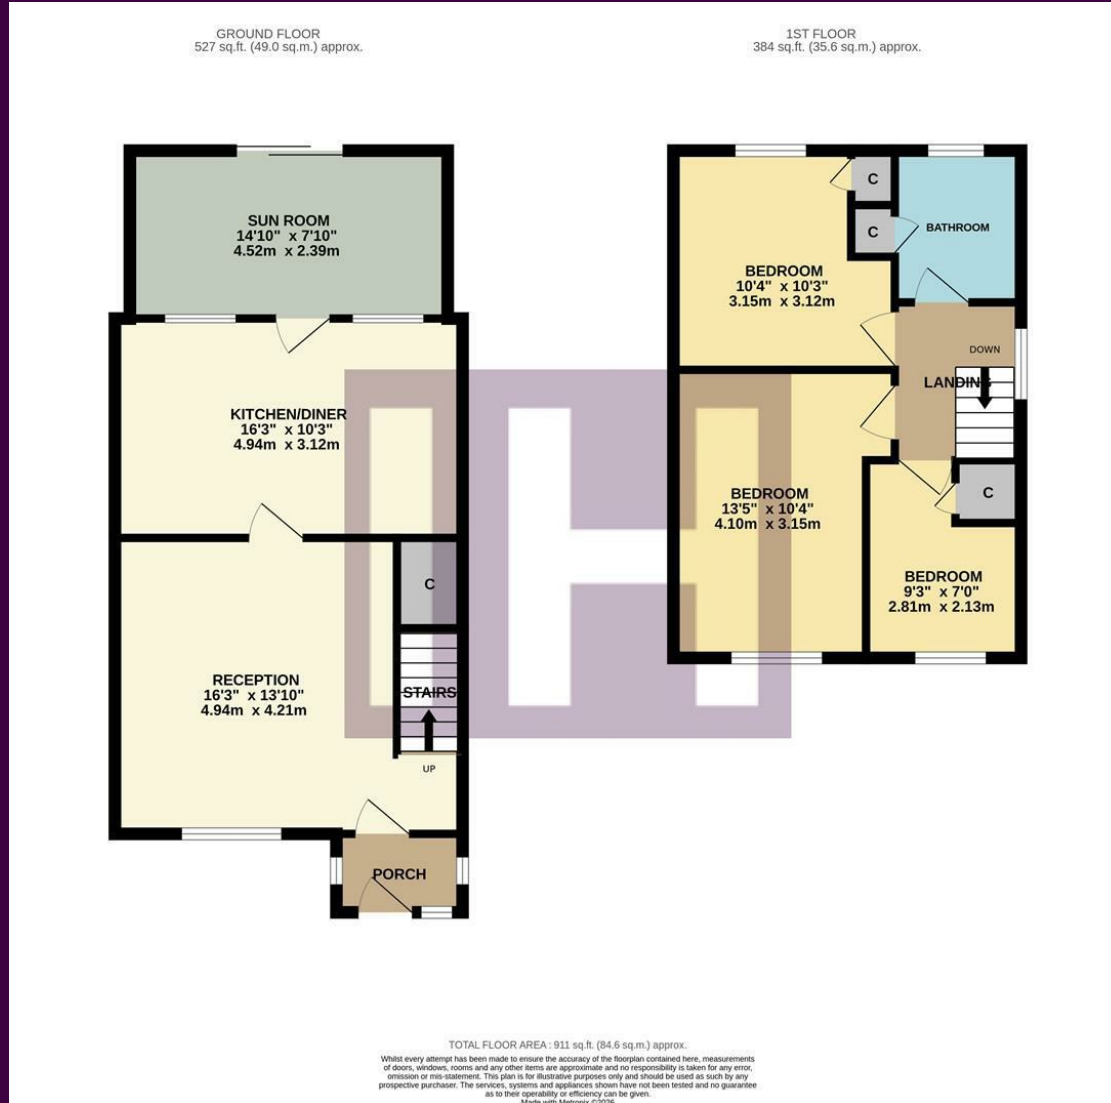 GROUND FLOOR
527 sq.ft. (49.0 sq.m.) approx.
1ST FLOOR
384 sq.ft. (35.6 sq.m.) approx.
SUN ROOM
14'10" x 7'10"
4.52m x 2.39m
KITCHEN/DINER
16'3" x 10'3"
4.94m x 3.12m
C
RECEPTION
16'3" x 13'10"
4.94m x 4.21m
STAIRS
UP
PORCH
C
C
BATHROOM
BEDROOM
10'4" x 10'3"
3.15m x 3.12m
DOWN
LANDING
BEDROOM
13'5" x 10'4"
4.10m x 3.15m
C
BEDROOM
9'3" x 7'0"
2.81m x 2.13m
TOTAL FLOOR AREA : 911 sq.ft. (84.6 sq.m.) approx.
Whilst every attempt has been made to ensure the accuracy of the floorplan contained here, measurements
of doors, windows, rooms and any other items are approximate and no responsibility is taken for any error,
omission or mis-statement. This plan is for illustrative purposes only and should be used as such by any
prospective purchaser. The services, systems and appliances shown have not been tested and no guarantee
as to their operability or efficiency can be given.
Made with Metropix ©2026